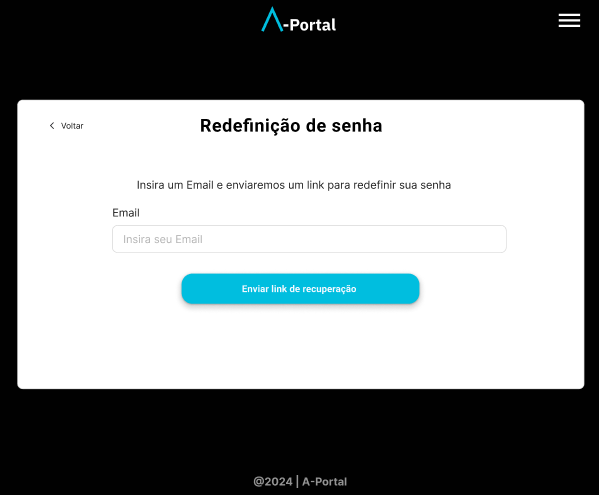 A-Portal
Voltar
Redefinição de senha
Insira um Email e enviaremos um link para redefinir sua senha
Email
Insira seu Email
Enviar link de recuperação
@2024 | A-Portal